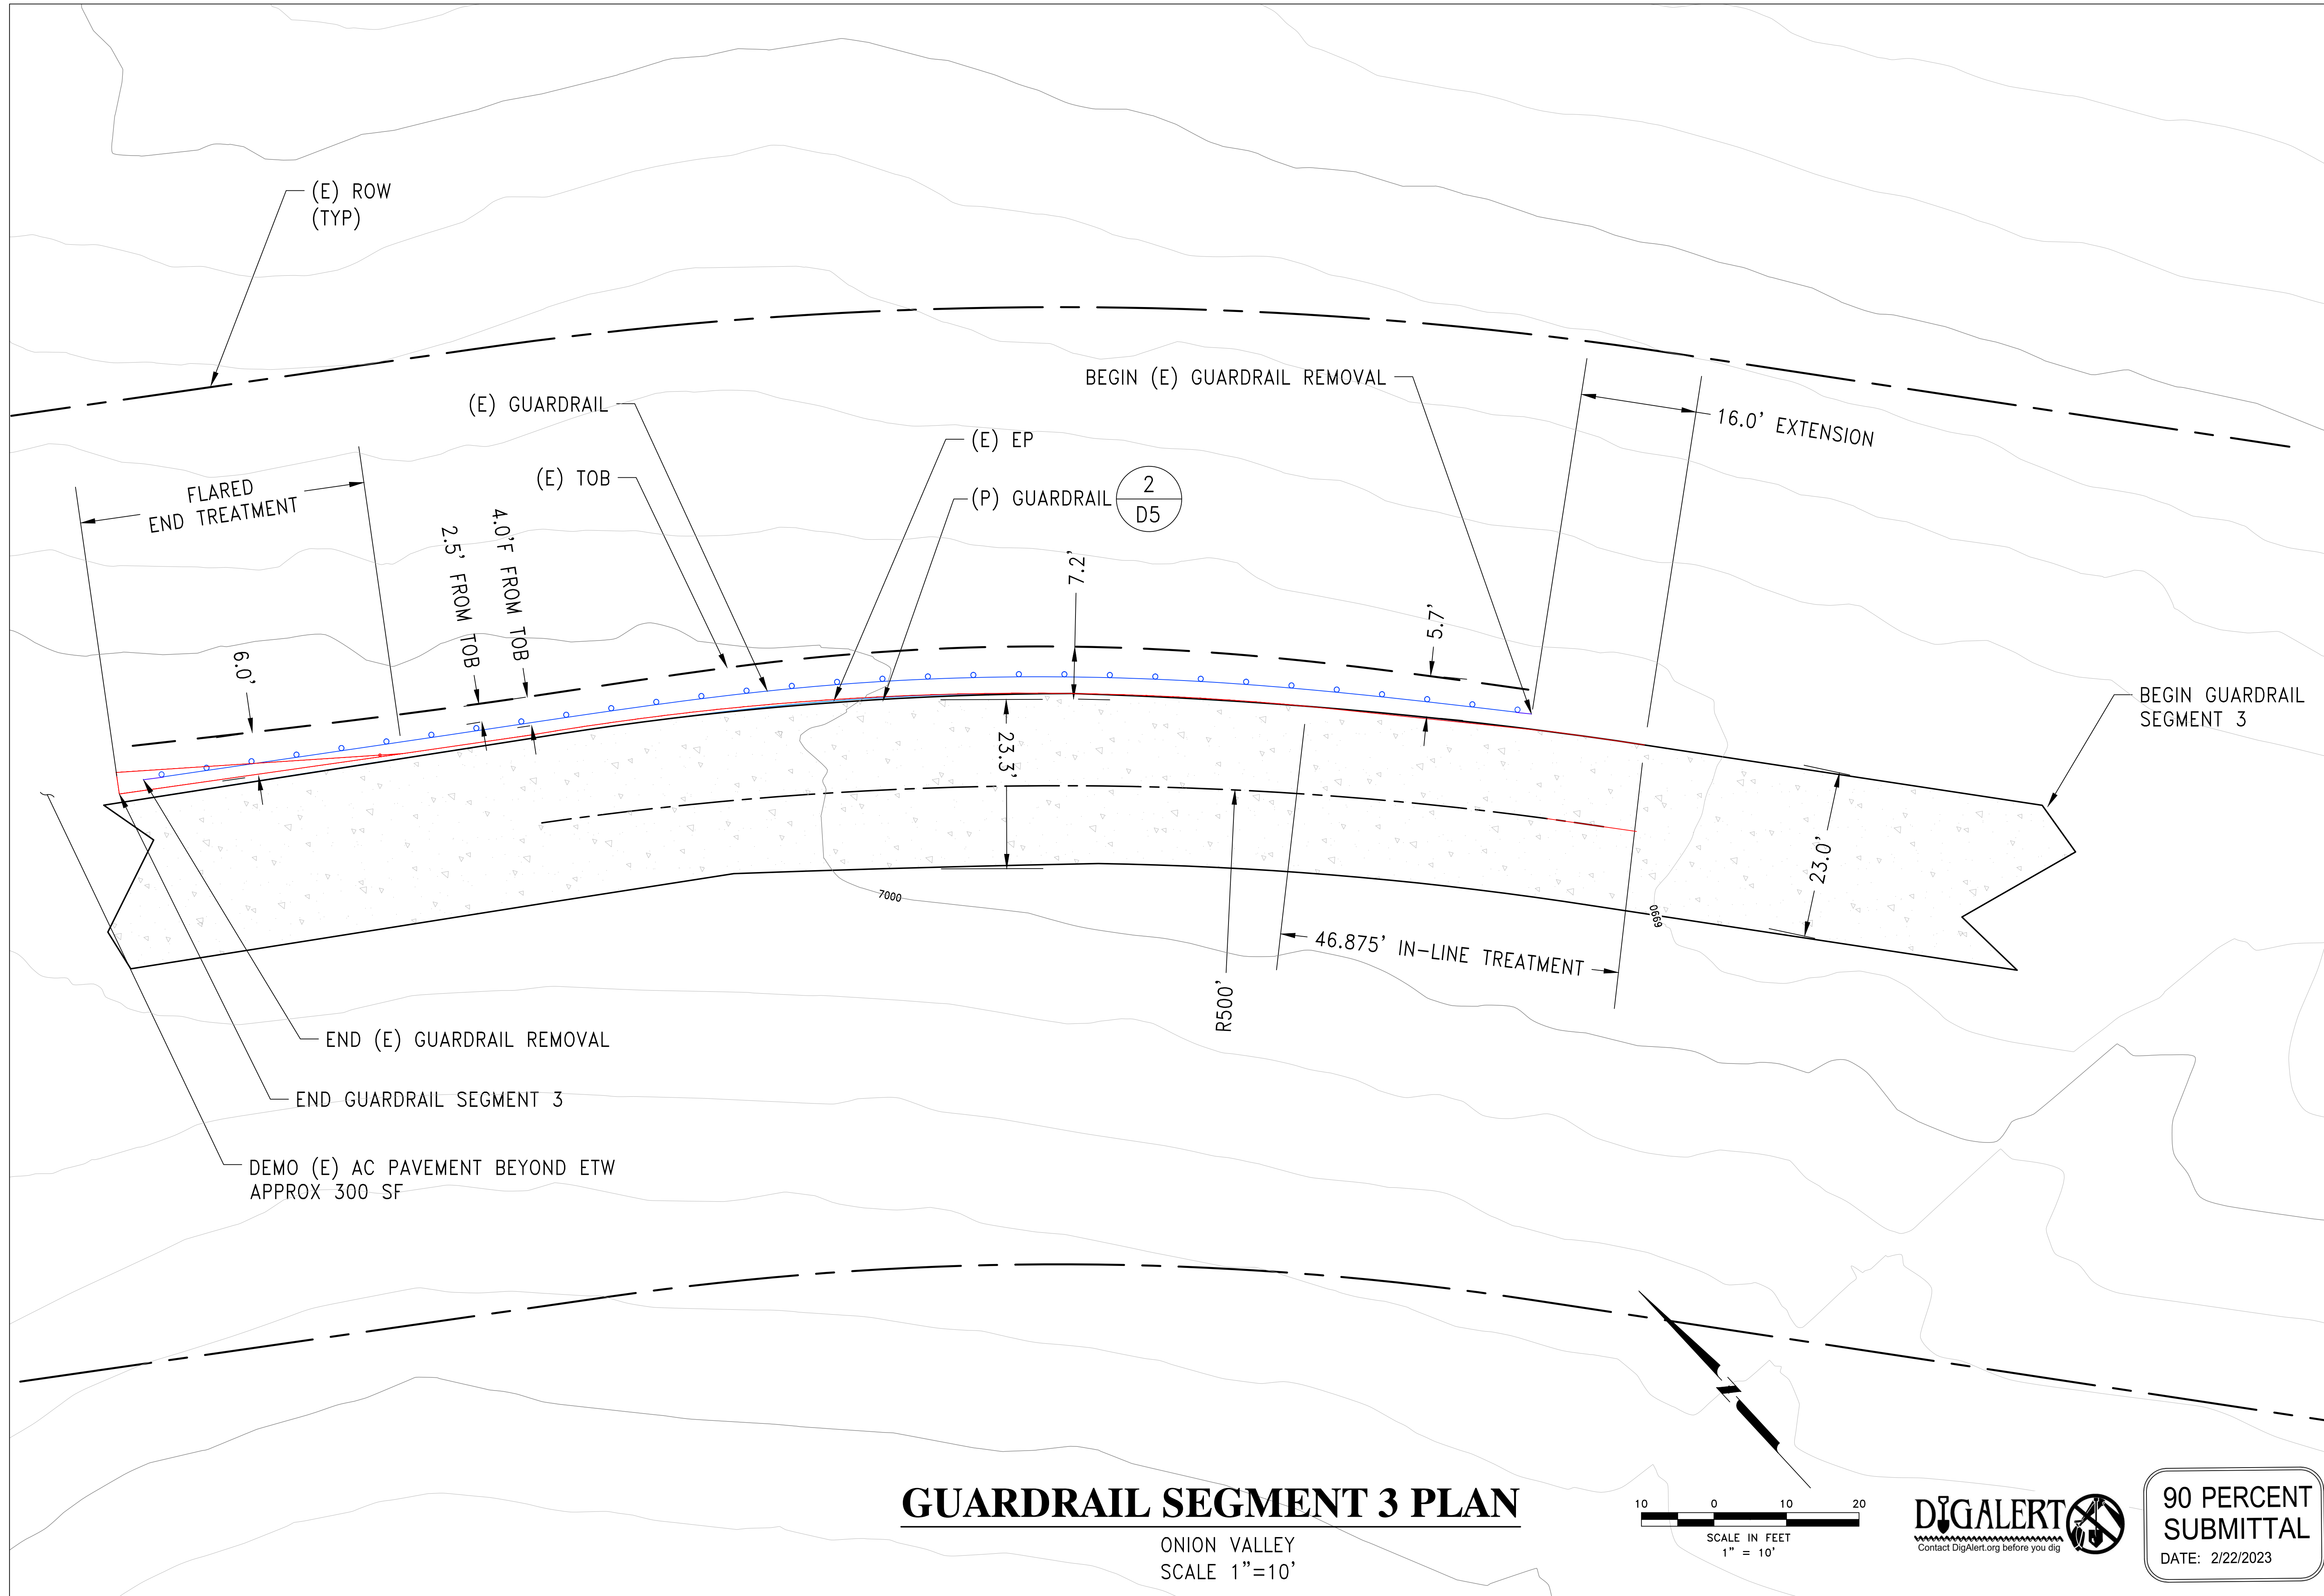 (E) ROW
(TYP)
BEGIN (E) GUARDRAIL REMOVAL
(E) GUARDRAIL
16.0' EXTENSION
(E) EP
(E) TOB
FLARED
END TREATMENT
(P) GUARDRAIL
2
D5
2.5' FROM TOB
4.0'F FROM TOB
7.2'
5.7'
6.0'
BEGIN GUARDRAIL
SEGMENT 3
23.3'
23.0'
7000
6990
46.875' IN-LINE TREATMENT
R500'
END (E) GUARDRAIL REMOVAL
END GUARDRAIL SEGMENT 3
DEMO (E) AC PAVEMENT BEYOND ETW
APPROX 300 SF
GUARDRAIL SEGMENT 3 PLAN
ONION VALLEY
SCALE 1"=10'
N
10 0 10 20
SCALE IN FEET
1" = 10'
DIGALERT
Contact DigAlert.org before you dig
90 PERCENT
SUBMITTAL
DATE: 2/22/2023